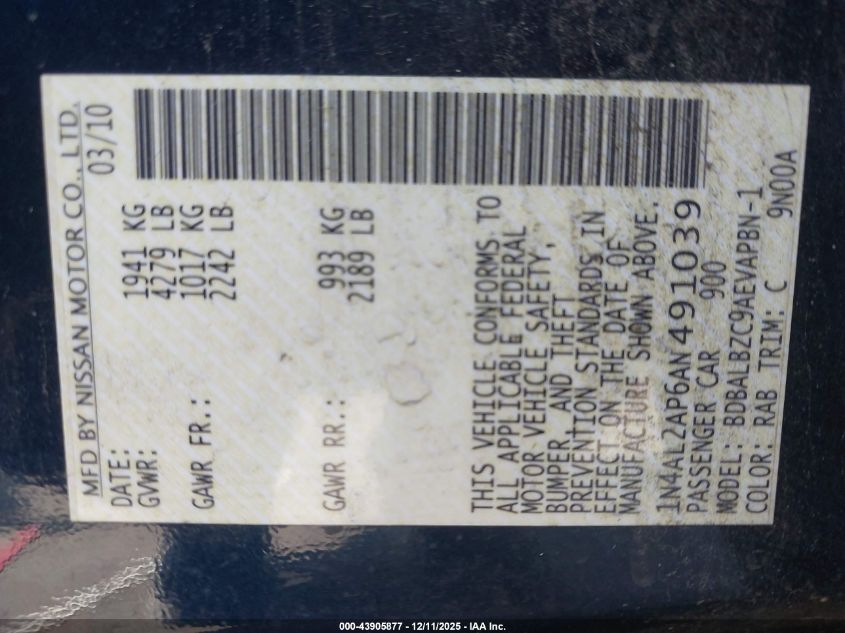 MFD BY NISSAN MOTOR CO., LTD.
DATE: 03/10
GVWR: 1941 KG
4279 LB
GAWR FR.: 1017 KG
2242 LB
GAWR RR.: 993 KG
2189 LB
THIS VEHICLE CONFORMS TO
ALL APPLICABLE FEDERAL
MOTOR VEHICLE SAFETY,
BUMPER, AND THEFT
PREVENTION STANDARDS IN
EFFECT ON THE DATE OF
MANUFACTURE SHOWN ABOVE.
1N4AL2AP6AN491039
PASSENGER CAR 900
MODEL: BDBALBZC9AEVAPBN-1
COLOR: RAB TRIM: C 9N00A
000-43905877 - 12/11/2025 - IAA Inc.